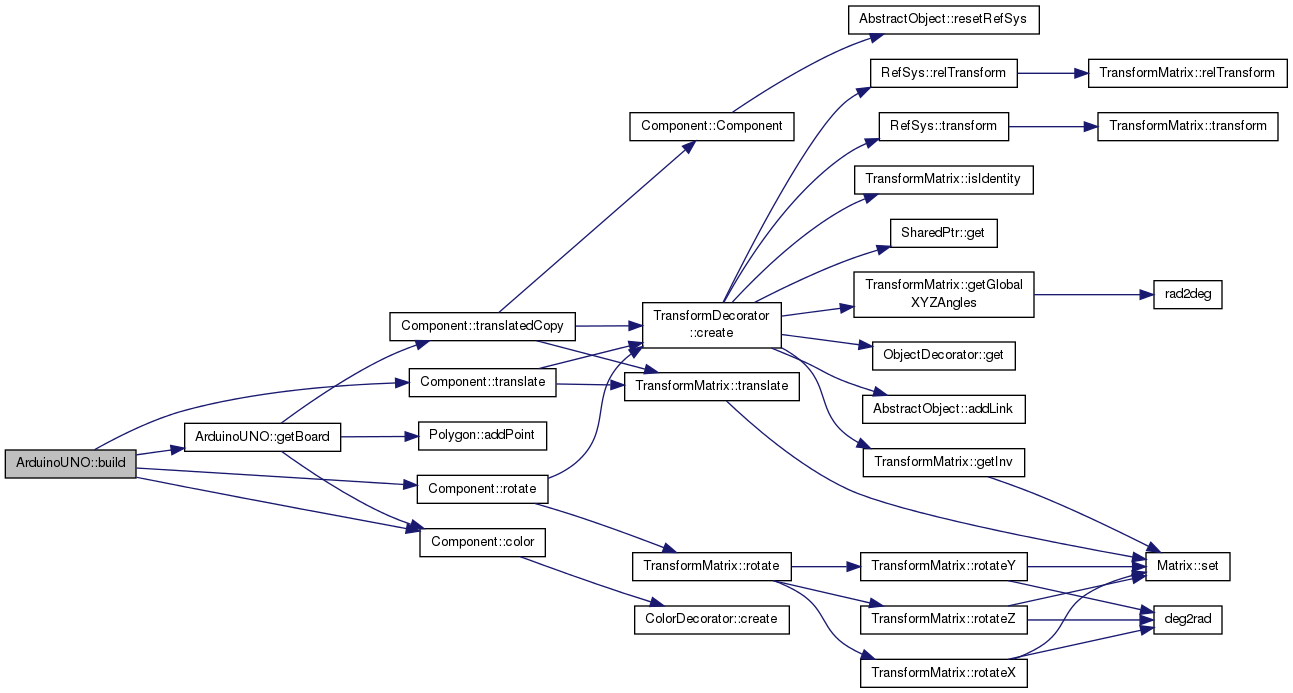 AbstractObject::resetRefSys
RefSys::relTransform
TransformMatrix::relTransform
Component::Component
RefSys::transform
TransformMatrix::transform
TransformMatrix::isIdentity
SharedPtr::get
TransformMatrix::getGlobal
XYZAngles
rad2deg
Component::translatedCopy
TransformDecorator
::create
ObjectDecorator::get
Component::translate
TransformMatrix::translate
AbstractObject::addLink
ArduinoUNO::getBoard
Polygon::addPoint
ArduinoUNO::build
TransformMatrix::getInv
Component::rotate
Component::color
TransformMatrix::rotate
TransformMatrix::rotateY
Matrix::set
ColorDecorator::create
TransformMatrix::rotateZ
deg2rad
TransformMatrix::rotateX